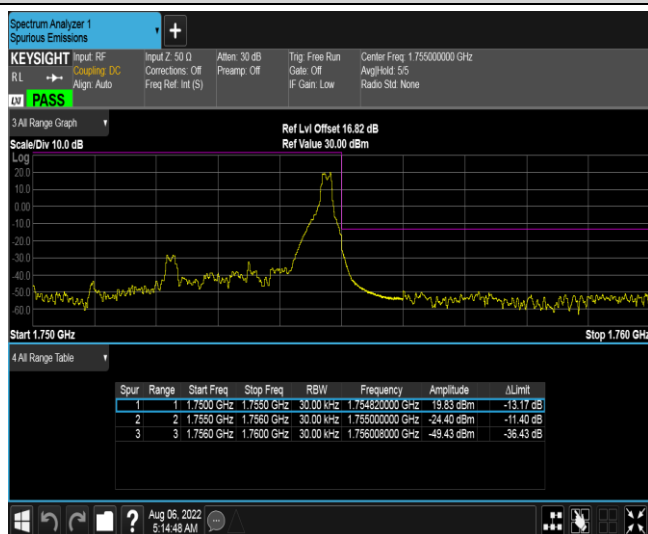 Spectrum Analyzer 1
Spurious Emissions
+
KEYSIGHT Input: RF Input Z: 50 Ω Atten: 30 dB Trig: Free Run Center Freq: 1.755000000 GHz
RL Coupling: DC Corrections: Off Preamp: Off Gate: Off Avg|Hold: 5/5
Align: Auto Freq Ref: Int (S) IF Gain: Low Radio Std: None
LXI PASS
3 All Range Graph
Ref Lvl Offset 16.82 dB
Scale/Div 10.0 dB Ref Value 30.00 dBm
Log
20.0
10.0
0.00
-10.0
-20.0
-30.0
-40.0
-50.0
-60.0
Start 1.750 GHz Stop 1.760 GHz
4 All Range Table
Spur Range Start Freq Stop Freq RBW Frequency Amplitude ΔLimit
1 1 1.7500 GHz 1.7550 GHz 30.00 kHz 1.754820000 GHz 19.83 dBm -13.17 dB
2 2 1.7550 GHz 1.7560 GHz 30.00 kHz 1.755000000 GHz -24.40 dBm -11.40 dB
3 3 1.7560 GHz 1.7600 GHz 30.00 kHz 1.756008000 GHz -49.43 dBm -36.43 dB
? Aug 06, 2022
5:14:48 AM